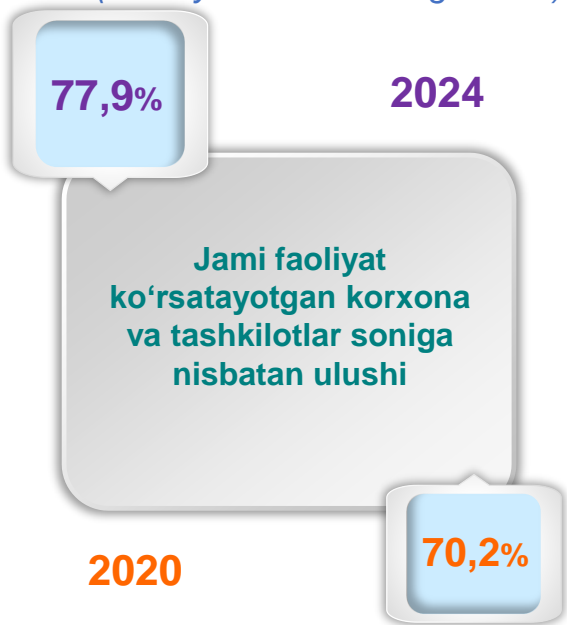 77,9%
2024
Jami faoliyat
ko‘rsatayotgan korxona
va tashkilotlar soniga
nisbatan ulushi
70,2%
2020